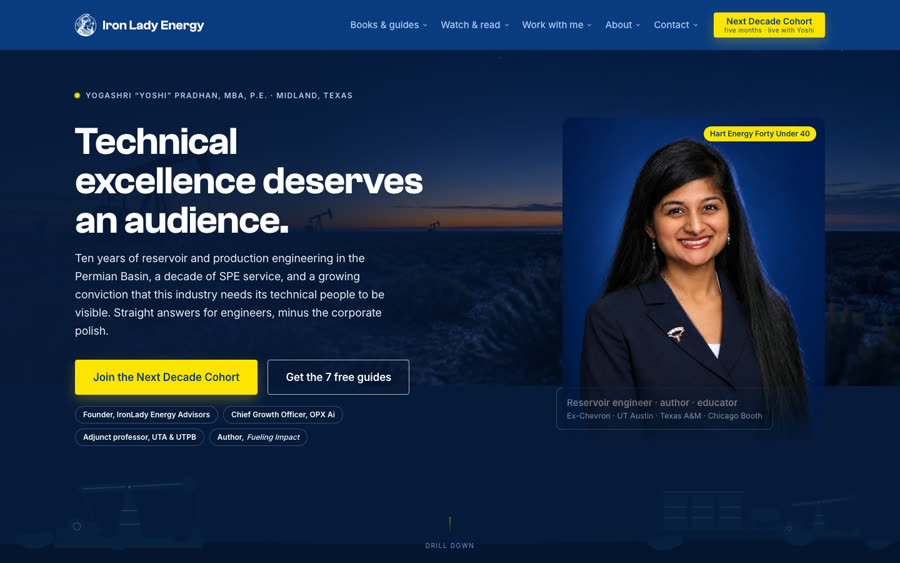 Iron Lady Energy
Books & guides
Watch & read
Work with me
About
Contact
Next Decade Cohort
five months · live with Yoshi
YOGASHRI "YOSHI" PRADHAN, MBA, P.E. · MIDLAND, TEXAS
Technical
excellence deserves
an audience.
Ten years of reservoir and production engineering in the
Permian Basin, a decade of SPE service, and a growing
conviction that this industry needs its technical people to be
visible. Straight answers for engineers, minus the corporate
polish.
Join the Next Decade Cohort
Get the 7 free guides
Founder, IronLady Energy Advisors
Chief Growth Officer, OPX Ai
Adjunct professor, UTA & UTPB
Author, Fueling Impact
Hart Energy Forty Under 40
Reservoir engineer · author · educator
Ex-Chevron · UT Austin · Texas A&M · Chicago Booth
DRILL DOWN